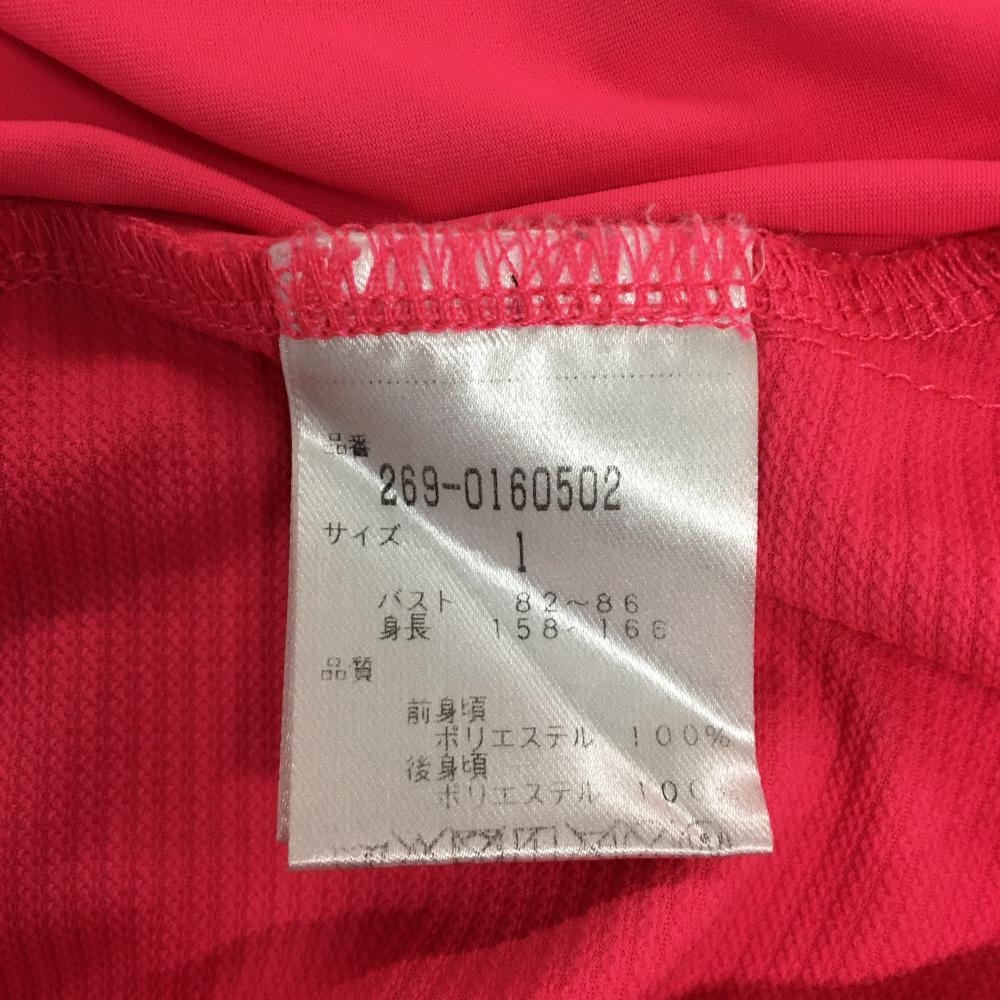 品番
269-0160502
サイズ 1
バスト 82～86
身長 158～166
品質
前身頃
ポリエステル 100%
後身頃
ポリエステル 100%